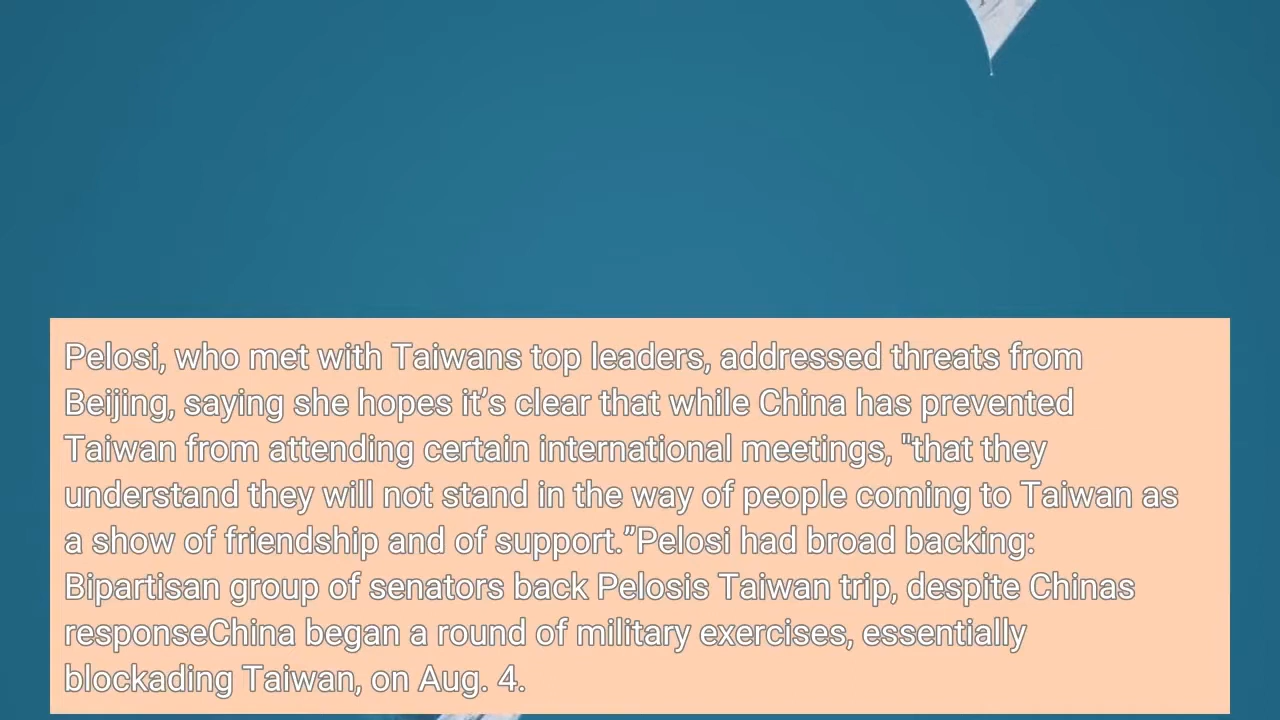 Pelosi, who met with Taiwans top leaders, addressed threats from
Beijing, saying she hopes it’s clear that while China has prevented
Taiwan from attending certain international meetings, "that they
understand they will not stand in the way of people coming to Taiwan as
a show of friendship and of support.”Pelosi had broad backing:
Bipartisan group of senators back Pelosis Taiwan trip, despite Chinas
responseChina began a round of military exercises, essentially
blockading Taiwan, on Aug. 4.